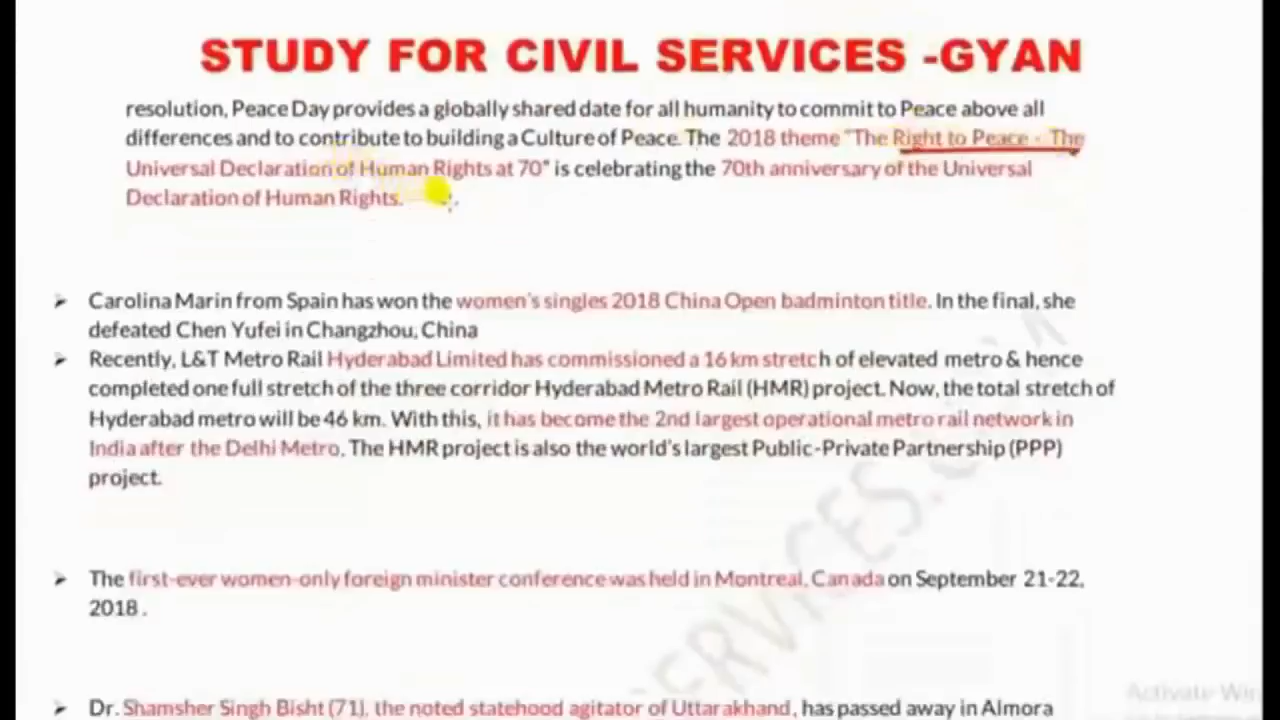 STUDY FOR CIVIL SERVICES -GYAN
resolution, Peace Day provides a globally shared date for all humanity to commit to Peace above all
differences and to contribute to building a Culture of Peace. The 2018 theme "The Right to Peace - The
Universal Declaration of Human Rights at 70" is celebrating the 70th anniversary of the Universal
Declaration of Human Rights.
➢ Carolina Marin from Spain has won the women's singles 2018 China Open badminton title. In the final, she
defeated Chen Yufei in Changzhou, China
➢ Recently, L&T Metro Rail Hyderabad Limited has commissioned a 16 km stretch of elevated metro & hence
completed one full stretch of the three corridor Hyderabad Metro Rail (HMR) project. Now, the total stretch of
Hyderabad metro will be 46 km. With this, it has become the 2nd largest operational metro rail network in
India after the Delhi Metro. The HMR project is also the world's largest Public-Private Partnership (PPP)
project.
➢ The first-ever women-only foreign minister conference was held in Montreal, Canada on September 21-22,
2018 .
➢ Dr. Shamsher Singh Bisht (71), the noted statehood agitator of Uttarakhand, has passed away in Almora
SERVICES.
Activate Win